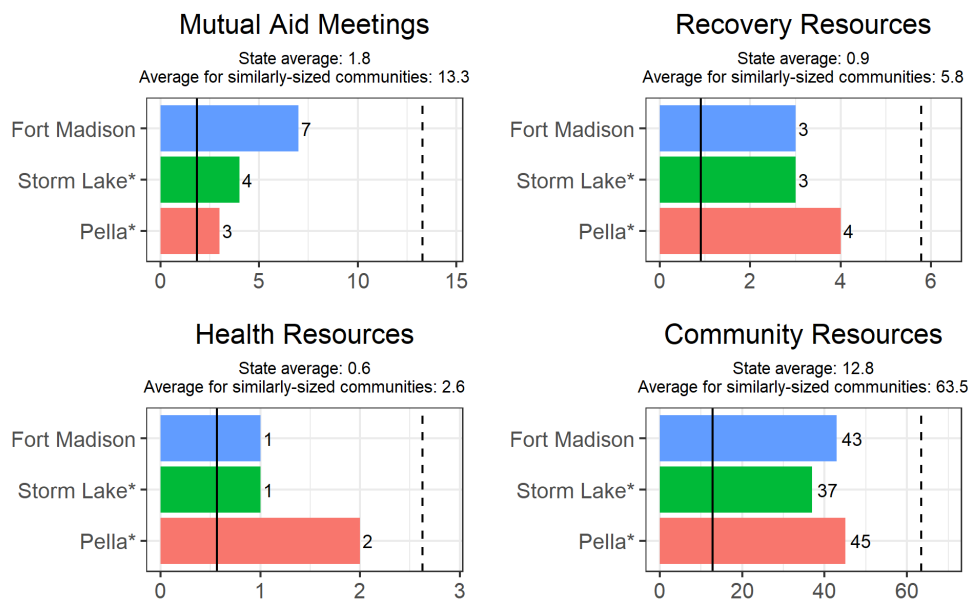 Mutual Aid Meetings
State average: 1.8
Average for similarly-sized communities: 13.3
Fort Madison
7
Storm Lake*
4
Pella*
3
0 5 10 15
Recovery Resources
State average: 0.9
Average for similarly-sized communities: 5.8
Fort Madison
3
Storm Lake*
3
Pella*
4
0 2 4 6
Health Resources
State average: 0.6
Average for similarly-sized communities: 2.6
Fort Madison
1
Storm Lake*
1
Pella*
2
0 1 2 3
Community Resources
State average: 12.8
Average for similarly-sized communities: 63.5
Fort Madison
43
Storm Lake*
37
Pella*
45
0 20 40 60